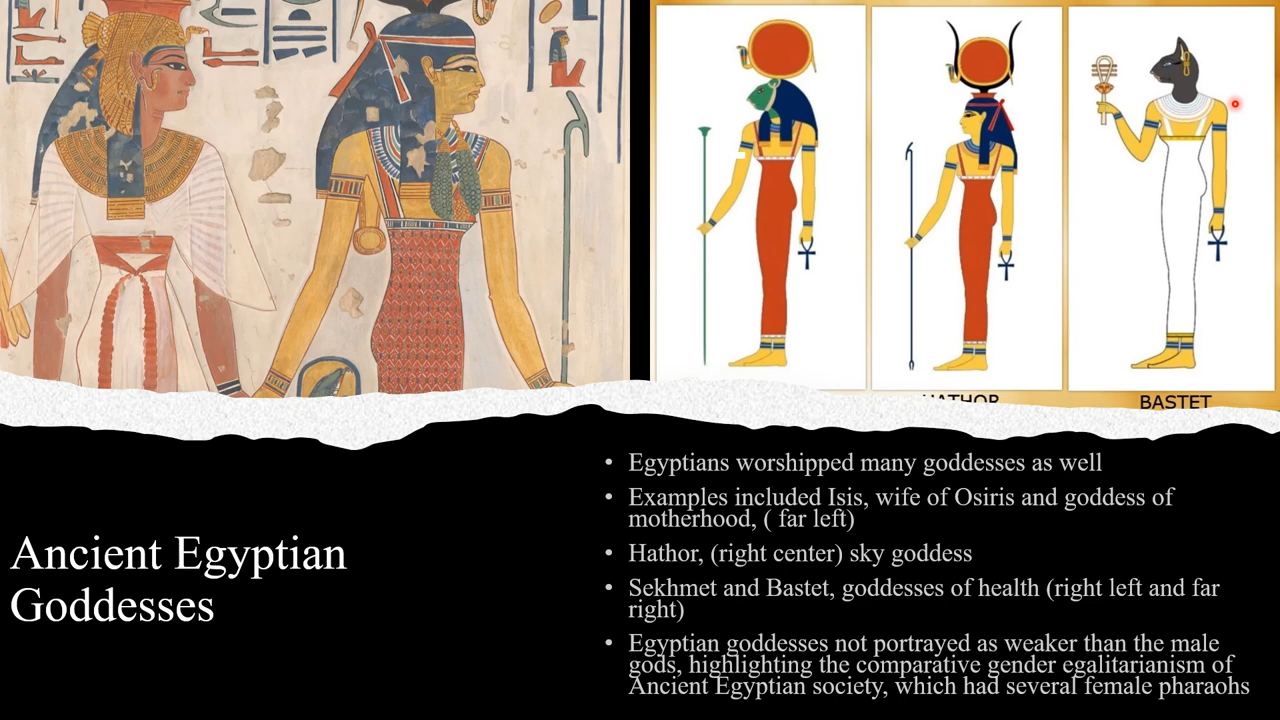 HATHOR
BASTET
Ancient Egyptian
Goddesses
• Egyptians worshipped many goddesses as well
• Examples included Isis, wife of Osiris and goddess of
motherhood, ( far left)
• Hathor, (right center) sky goddess
• Sekhmet and Bastet, goddesses of health (right left and far
right)
• Egyptian goddesses not portrayed as weaker than the male
gods, highlighting the comparative gender egalitarianism of
Ancient Egyptian society, which had several female pharaohs